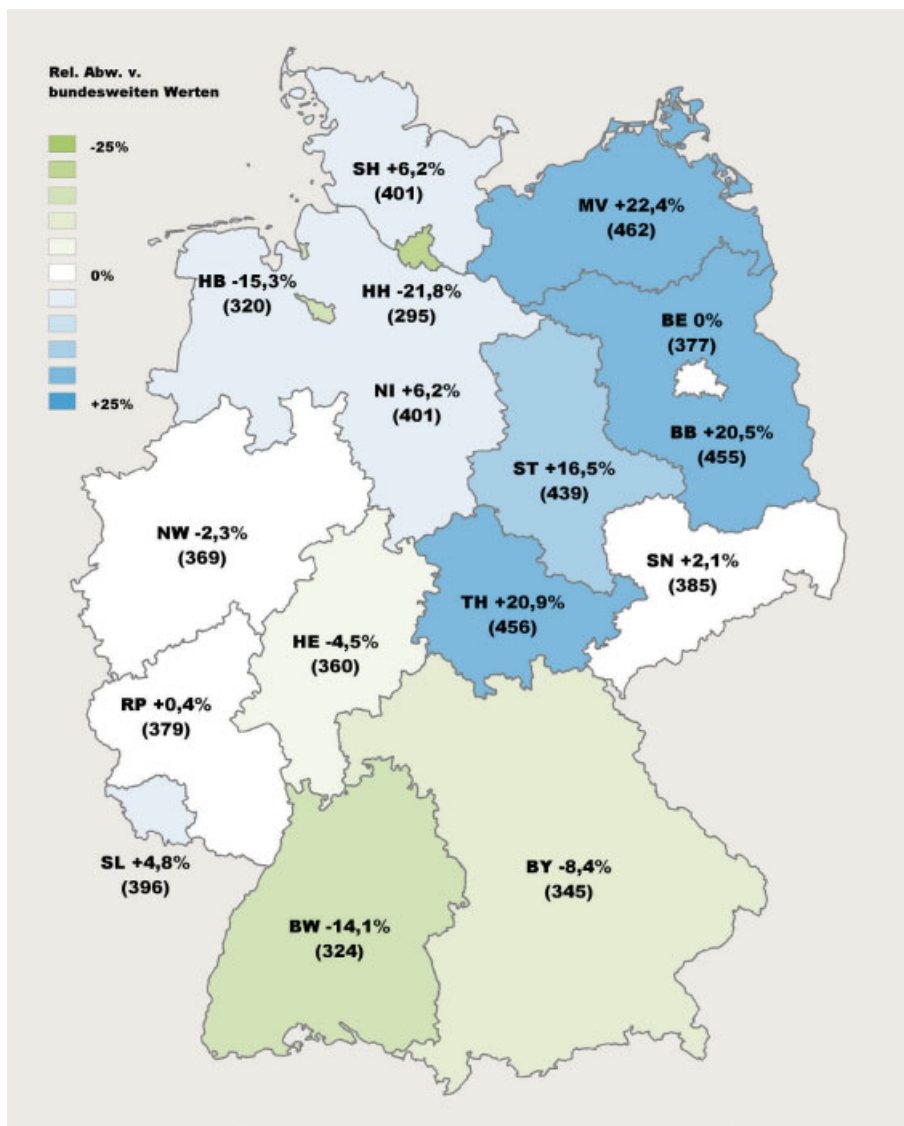 Rel. Abw. v.
bundesweiten Werten
-25%
0%
+25%
SH +6,2%
(401)
MV +22,4%
(462)
HB -15,3%
(320)
HH -21,8%
(295)
BE 0%
(377)
NI +6,2%
(401)
BB +20,5%
(455)
ST +16,5%
(439)
NW -2,3%
(369)
SN +2,1%
(385)
TH +20,9%
(456)
HE -4,5%
(360)
RP +0,4%
(379)
SL +4,8%
(396)
BY -8,4%
(345)
BW -14,1%
(324)